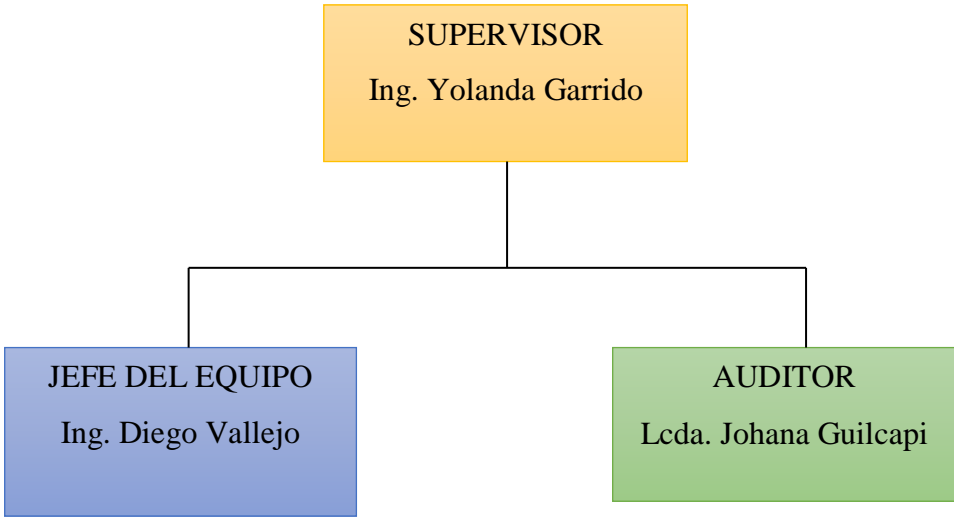 SUPERVISOR
Ing. Yolanda Garrido
JEFE DEL EQUIPO
Ing. Diego Vallejo
AUDITOR
Lcda. Johana Guilcapi